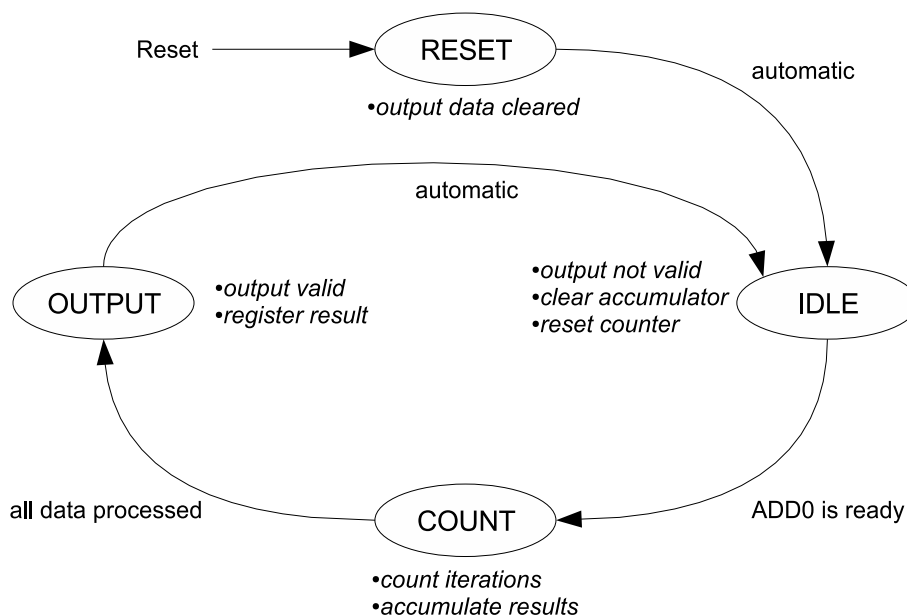 Reset
RESET
automatic
•output data cleared
automatic
OUTPUT
•output valid
•register result
•output not valid
•clear accumulator
•reset counter
IDLE
all data processed
COUNT
ADD0 is ready
•count iterations
•accumulate results